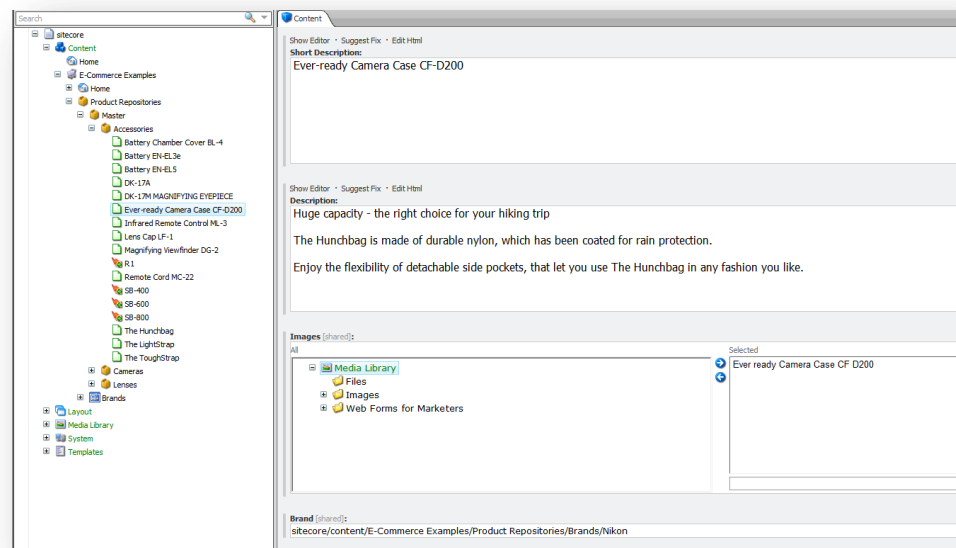 Search
sitecore
Content
Home
E-Commerce Examples
Home
Product Repositories
Master
Accessories
Battery Chamber Cover BL-4
Battery EN-EL3e
Battery EN-EL5
DK-17A
DK-17M MAGNIFYING EYEPIECE
Ever-ready Camera Case CF-D200
Infrared Remote Control ML-3
Lens Cap LF-1
Magnifying Viewfinder DG-2
R1
Remote Cord MC-22
SB-400
SB-600
SB-800
The Hunchbag
The LightStrap
The ToughStrap
Cameras
Lenses
Brands
Layout
Media Library
System
Templates
Content
Show Editor · Suggest Fix · Edit Html
Short Description:
Ever-ready Camera Case CF-D200
Show Editor · Suggest Fix · Edit Html
Description:
Huge capacity - the right choice for your hiking trip
The Hunchbag is made of durable nylon, which has been coated for rain protection.
Enjoy the flexibility of detachable side pockets, that let you use The Hunchbag in any fashion you like.
Images [shared]:
All
Media Library
Files
Images
Web Forms for Marketers
Selected
Ever ready Camera Case CF D200
Brand [shared]:
sitecore/content/E-Commerce Examples/Product Repositories/Brands/Nikon